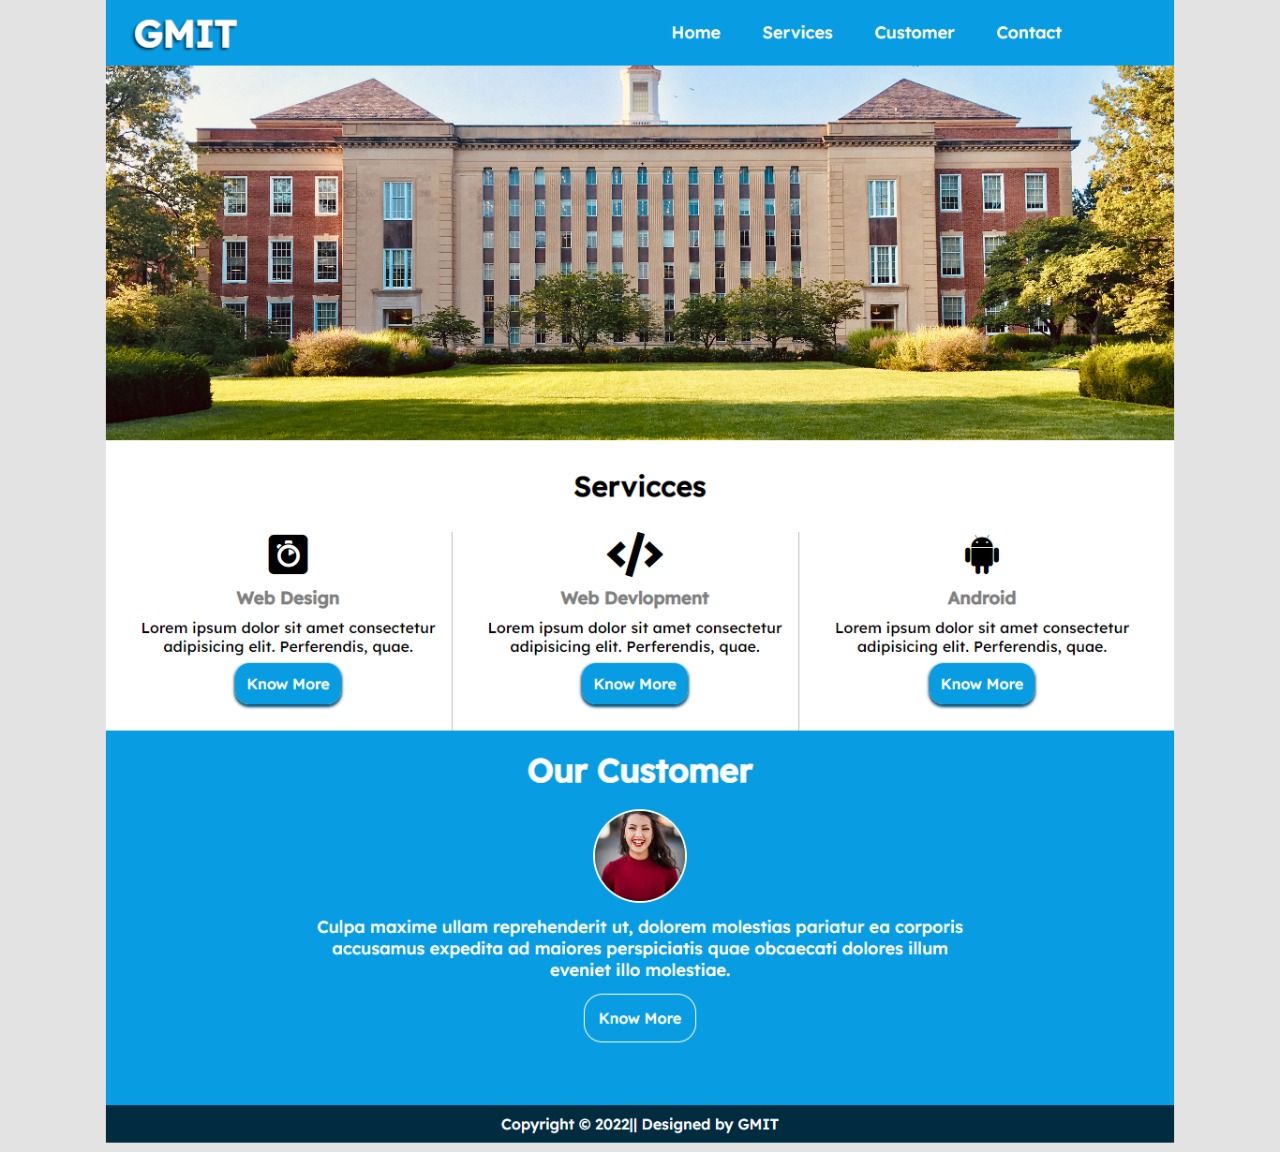 GMIT
Home Services Customer Contact
Servicces
Web Design
Lorem ipsum dolor sit amet consectetur
adipisicing elit. Perferendis, quae.
Know More
Web Devlopment
Lorem ipsum dolor sit amet consectetur
adipisicing elit. Perferendis, quae.
Know More
Android
Lorem ipsum dolor sit amet consectetur
adipisicing elit. Perferendis, quae.
Know More
Our Customer
Culpa maxime ullam reprehenderit ut, dolorem molestias pariatur ea corporis
accusamus expedita ad maiores perspiciatis quae obcaecati dolores illum
eveniet illo molestiae.
Know More
Copyright © 2022|| Designed by GMIT